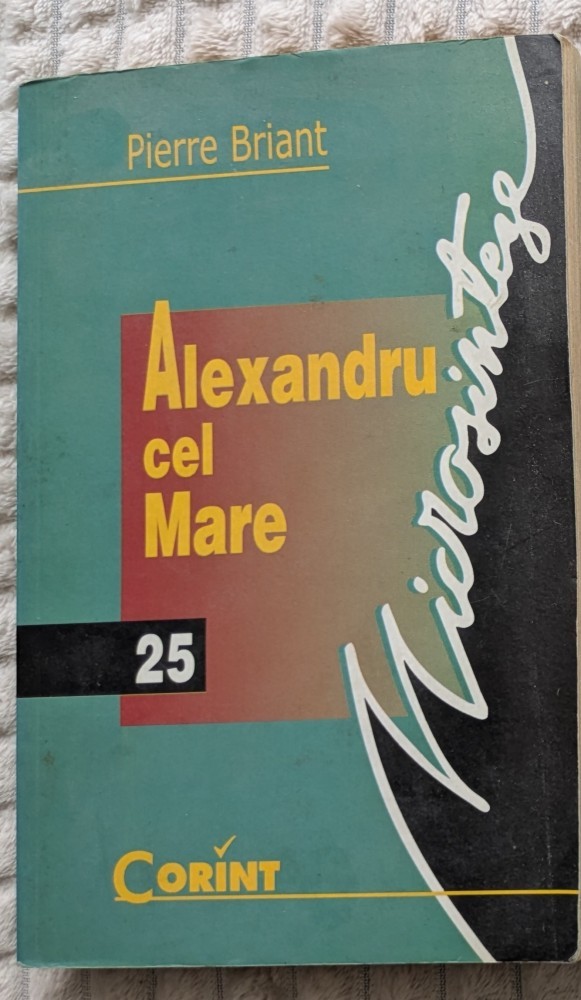 Pierre Briant
Alexandru
cel
Mare
25
Microsinteze
CORINT